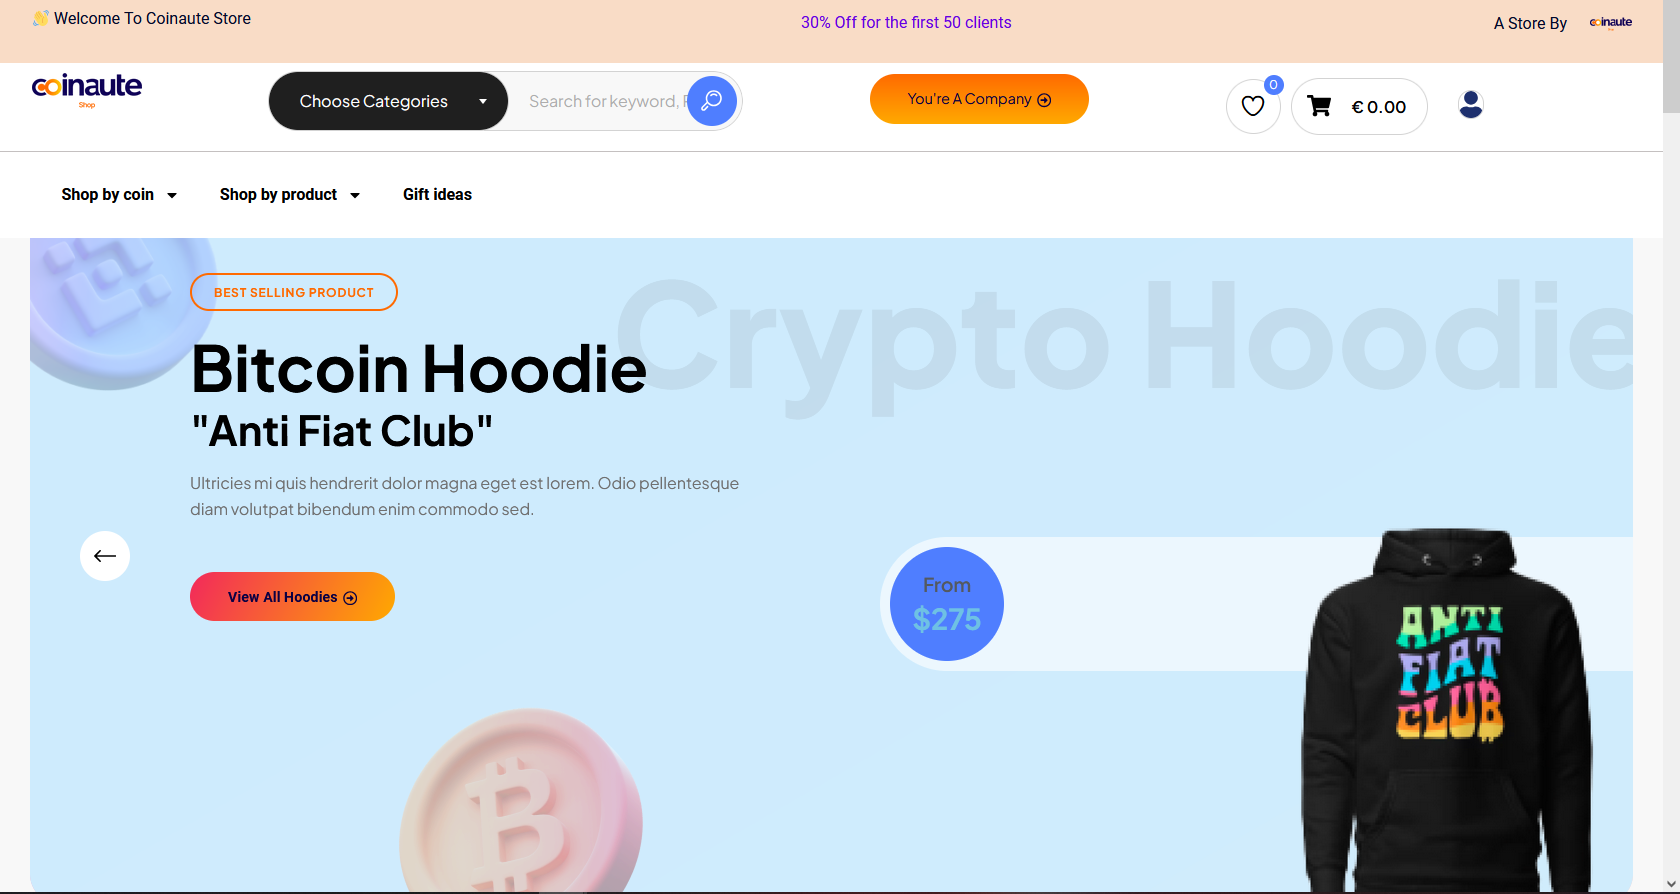 👋 Welcome To Coinaute Store
30% Off for the first 50 clients
A Store By
coinaute
coinaute
Shop
Choose Categories
Search for keyword,
You're A Company
0
€ 0.00
Shop by coin
Shop by product
Gift ideas
Crypto Hoodie
BEST SELLING PRODUCT
Bitcoin Hoodie
"Anti Fiat Club"
Ultricies mi quis hendrerit dolor magna eget est lorem. Odio pellentesque
diam volutpat bibendum enim commodo sed.
View All Hoodies
From
$275
ANTI
FIAT
CLUB